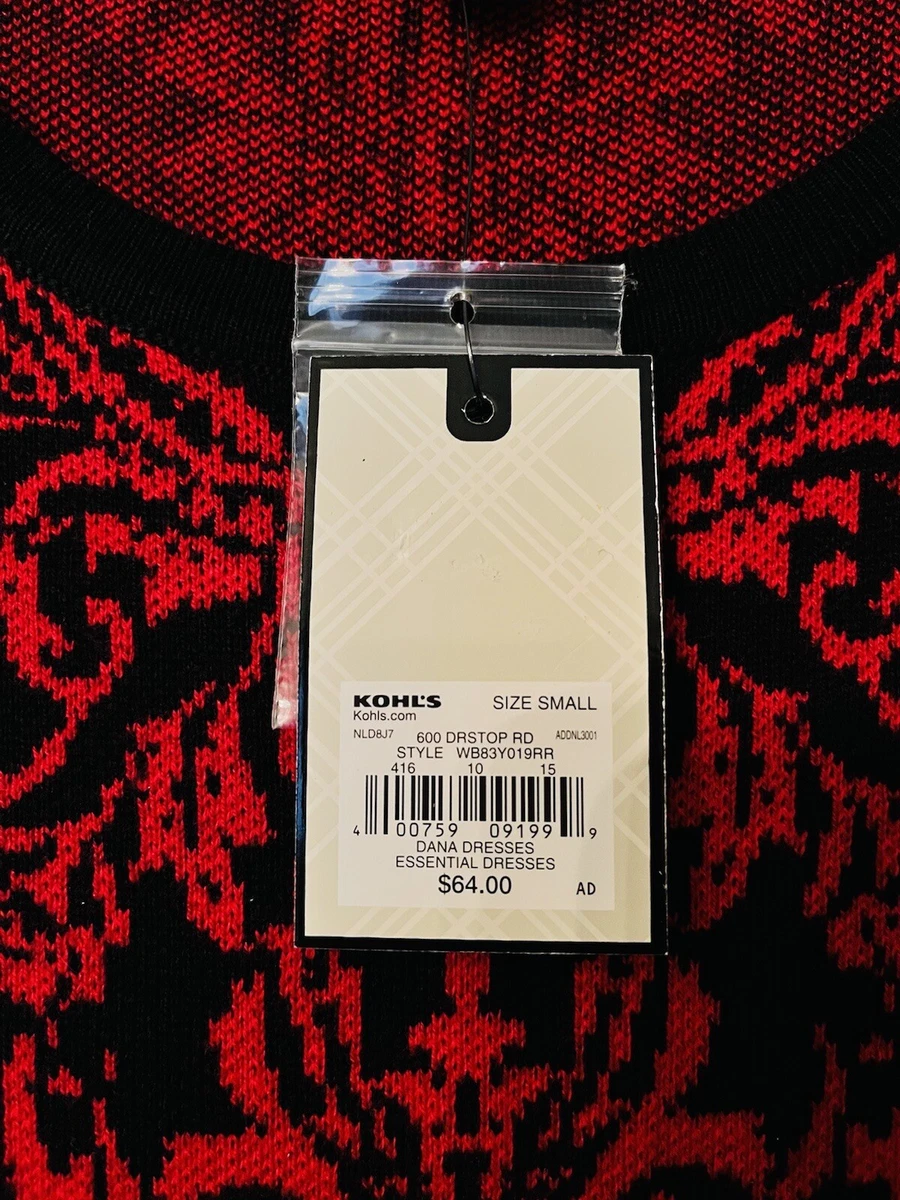 KOHL'S SIZE SMALL
Kohls.com
NLD8J7 600 DRSTOP RD ADDNL3001
STYLE WB83Y019RR
416 10 15
4 00759 09199 9
DANA DRESSES
ESSENTIAL DRESSES
$64.00 AD